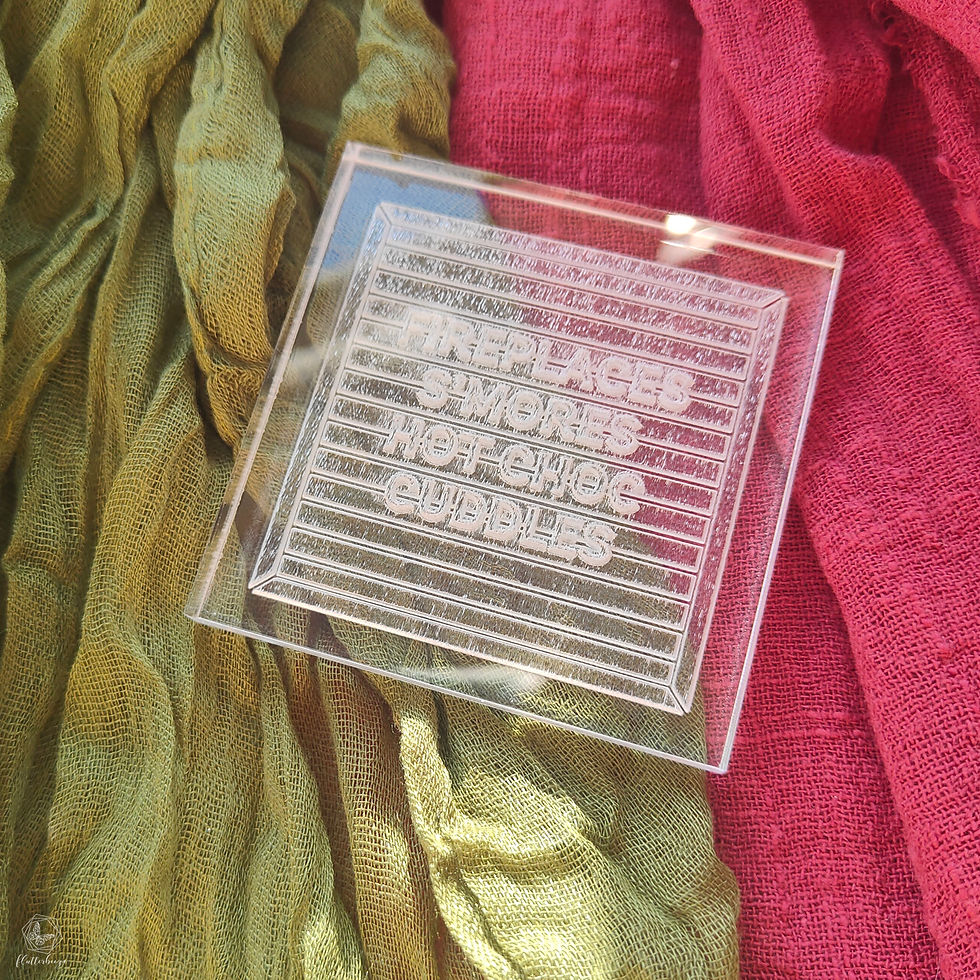 FIREPLACES
S'MORES
HOT CHOC
CUDDLES